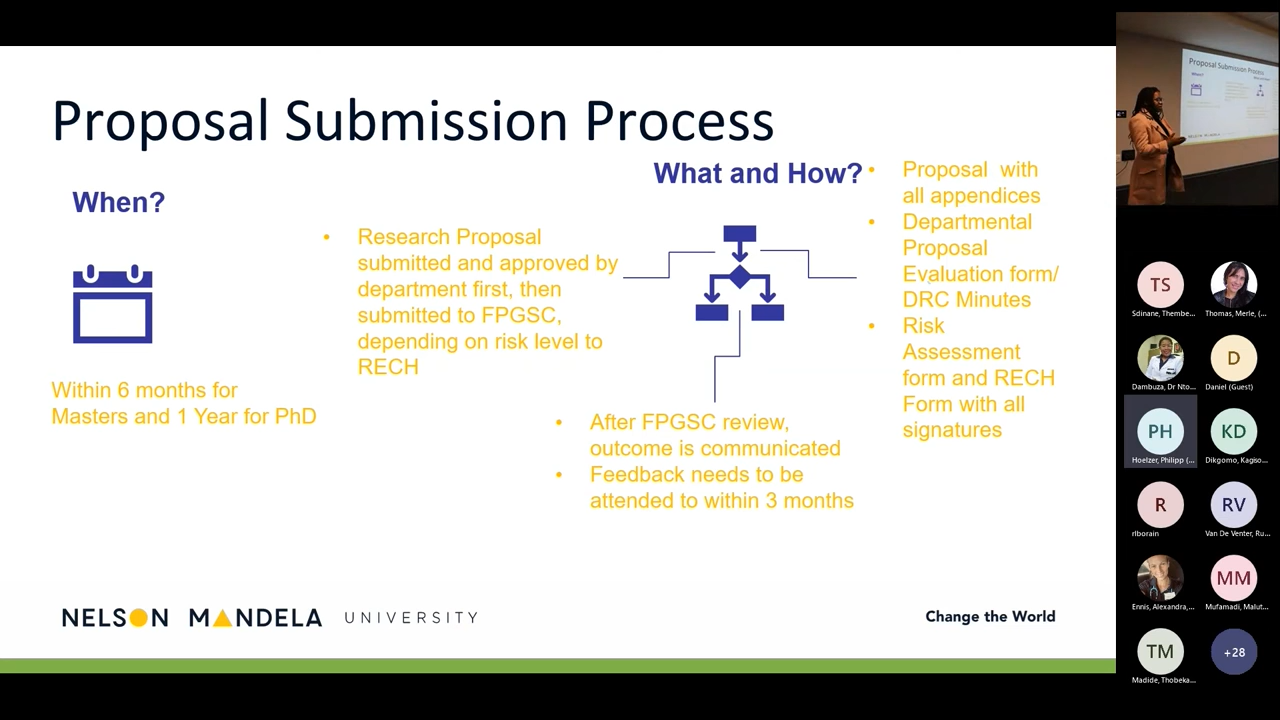 Proposal Submission Process
When?
Within 6 months for
Masters and 1 Year for PhD
• Research Proposal
submitted and approved by
department first, then
submitted to FPGSC,
depending on risk level to
RECH
What and How?
• After FPGSC review,
outcome is communicated
• Feedback needs to be
attended to within 3 months
• Proposal with
all appendices
• Departmental
Proposal
Evaluation form/
DRC Minutes
• Risk
Assessment
form and RECH
Form with all
signatures
NELSON MANDELA UNIVERSITY
Change the World
Proposal Submission Process
When?
TS
Sdinane, Thembe...
Thomas, Merle, (...
Dambuza, Dr Nto...
D
Daniel (Guest)
PH
Hoelzer, Philipp (...
KD
Dikgomo, Kagiso...
R
rlborain
RV
Van De Venter, Ru...
Ennis, Alexandra,...
MM
Mufamadi, Malut...
TM
Madide, Thobeka...
+28